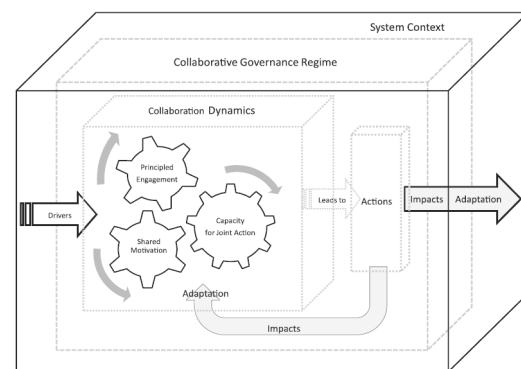 System Context
Collaborative Governance Regime
Collaboration Dynamics
Principled
Engagement
Shared
Motivation
Capacity
for Joint Action
Drivers
Leads to
Actions
Impacts
Adaptation
Adaptation
Impacts